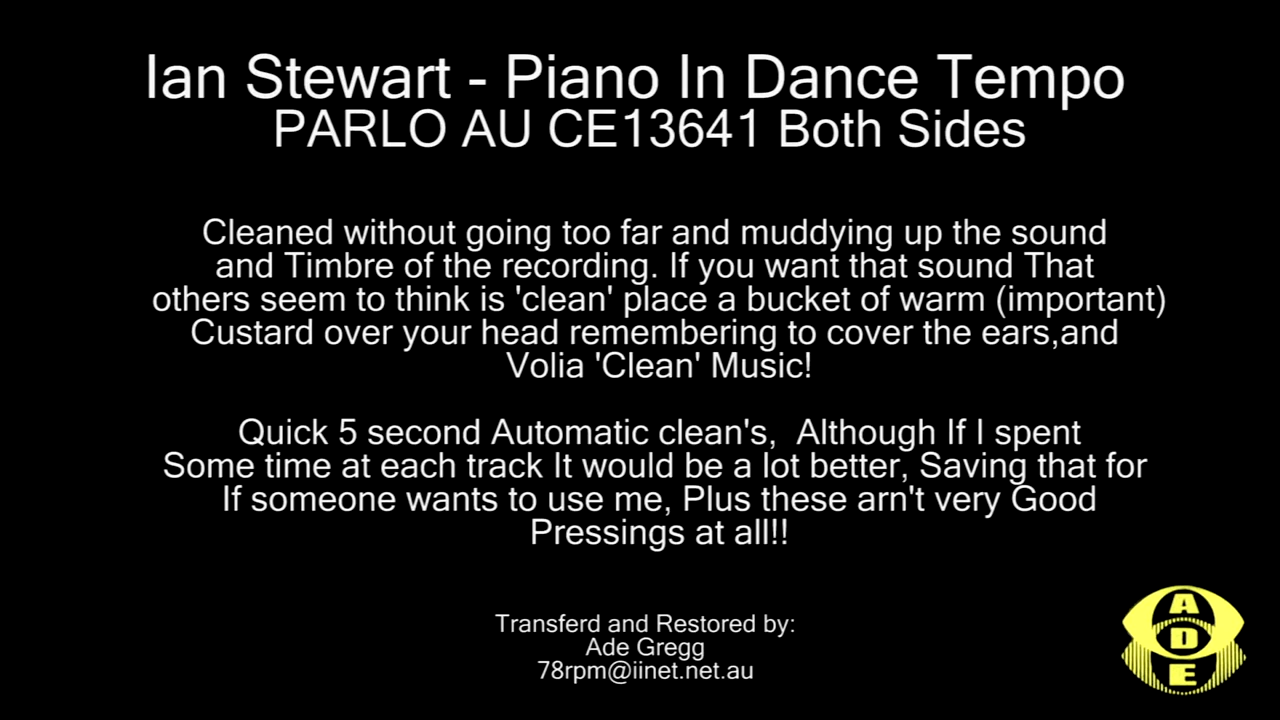 Ian Stewart - Piano In Dance Tempo
PARLO AU CE13641 Both Sides
Cleaned without going too far and muddying up the sound
and Timbre of the recording. If you want that sound That
others seem to think is 'clean' place a bucket of warm (important)
Custard over your head remembering to cover the ears,and
Volia 'Clean' Music!
Quick 5 second Automatic clean's,  Although If I spent
Some time at each track It would be a lot better, Saving that for
If someone wants to use me, Plus these arn't very Good
Pressings at all!!
Transferd and Restored by:
Ade Gregg
78rpm@iinet.net.au
A
D
E